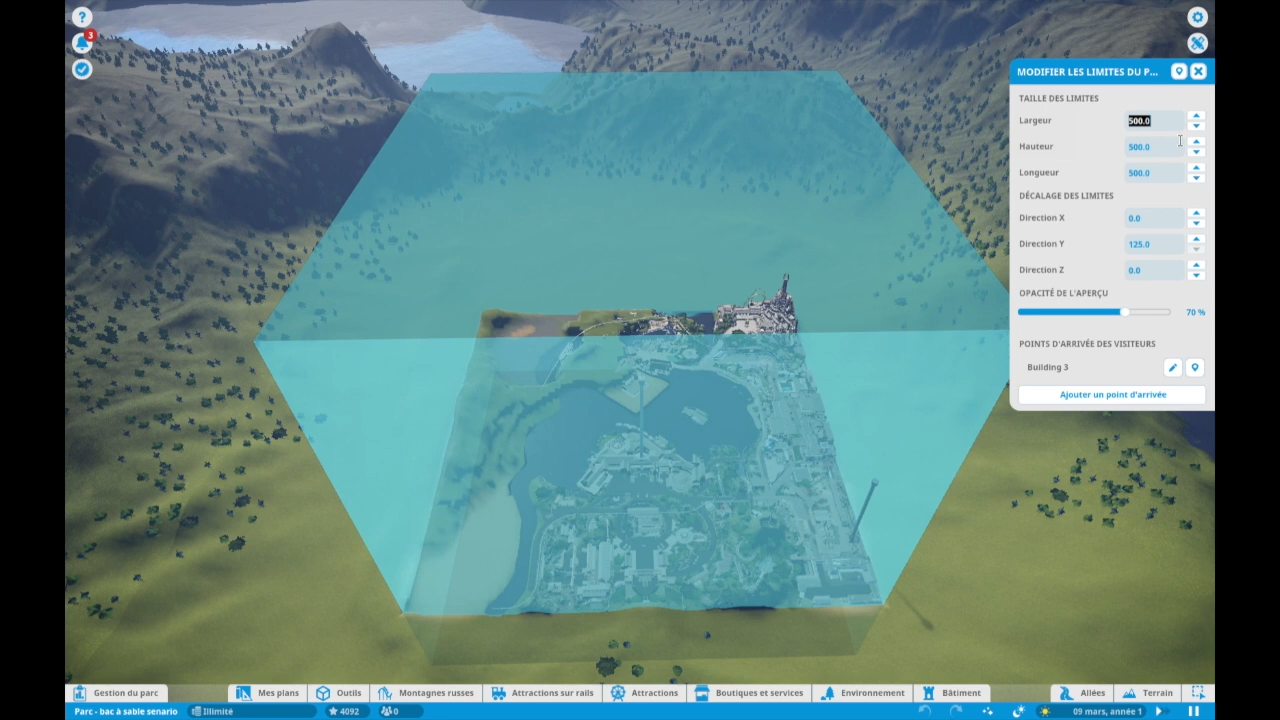 ?
3
MODIFIER LES LIMITES DU P...
TAILLE DES LIMITES
Largeur 500.0
Hauteur 500.0
Longueur 500.0
DÉCALAGE DES LIMITES
Direction X 0.0
Direction Y 125.0
Direction Z 0.0
OPACITÉ DE L'APERÇU
70 %
POINTS D'ARRIVÉE DES VISITEURS
Building 3
Ajouter un point d'arrivée
Gestion du parc Mes plans Outils Montagnes russes Attractions sur rails Attractions Boutiques et services Environnement Bâtiment Allées Terrain
Parc - bac à sable senario Illimité 4092 0 09 mars, année 1